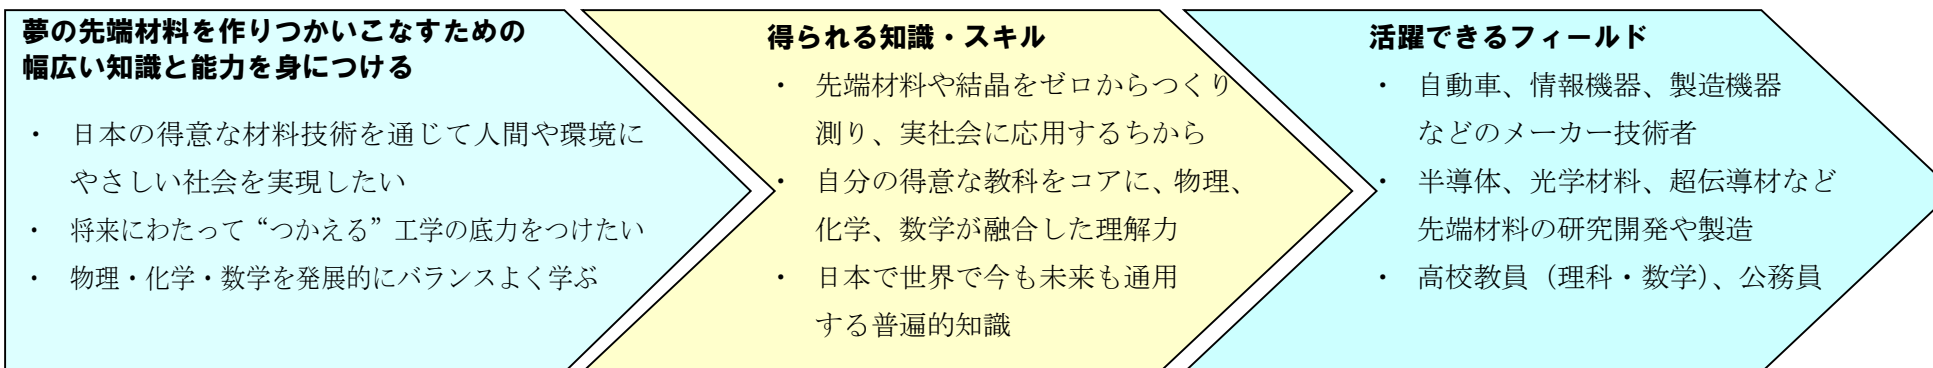 夢の先端材料を作りつかいこなすための
幅広い知識と能力を身につける
・ 日本の得意な材料技術を通じて人間や環境に
やさしい社会を実現したい
・ 将来にわたって“つかえる”工学の底力をつけたい
・ 物理・化学・数学を発展的にバランスよく学ぶ
得られる知識・スキル
・ 先端材料や結晶をゼロからつくり
測り、実社会に応用するちから
・ 自分の得意な教科をコアに、物理、
化学、数学が融合した理解力
・ 日本で世界で今も未来も通用
する普遍的知識
活躍できるフィールド
・ 自動車、情報機器、製造機器
などのメーカー技術者
・ 半導体、光学材料、超伝導材など
先端材料の研究開発や製造
・ 高校教員（理科・数学）、公務員